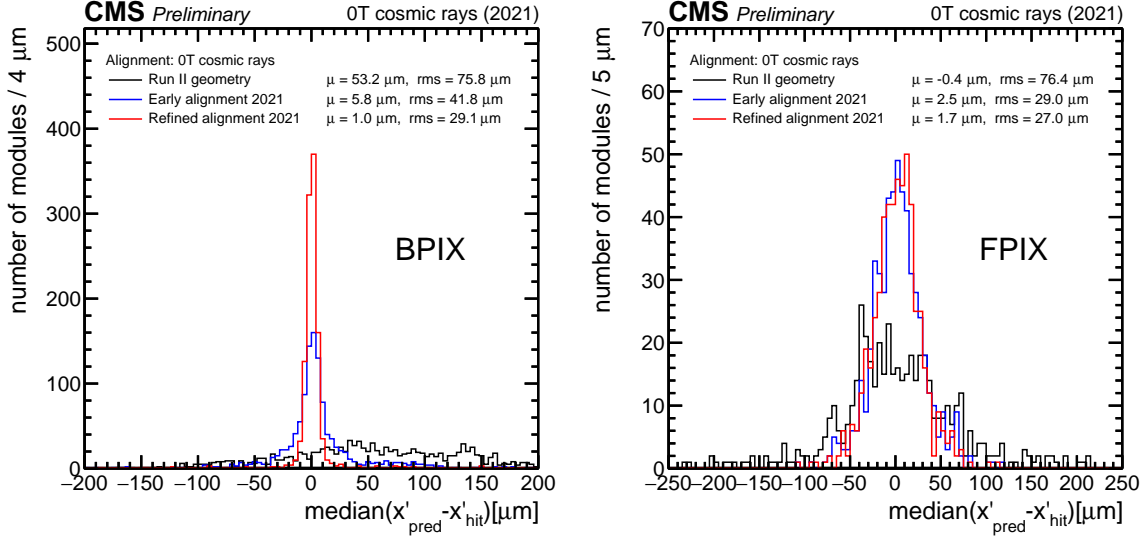 CMS Preliminary 0T cosmic rays (2021)
number of modules / 4 μm
500
400
300
200
100
0
Alignment: 0T cosmic rays
Run II geometry μ = 53.2 μm, rms = 75.8 μm
Early alignment 2021 μ = 5.8 μm, rms = 41.8 μm
Refined alignment 2021 μ = 1.0 μm, rms = 29.1 μm
BPIX
−200 −150 −100 −50 0 50 100 150 200
median(x'pred-x'hit)[μm]
CMS Preliminary 0T cosmic rays (2021)
number of modules / 5 μm
70
60
50
40
30
20
10
0
Alignment: 0T cosmic rays
Run II geometry μ = -0.4 μm, rms = 76.4 μm
Early alignment 2021 μ = 2.5 μm, rms = 29.0 μm
Refined alignment 2021 μ = 1.7 μm, rms = 27.0 μm
FPIX
−250 −200 −150 −100 −50 0 50 100 150 200 250
median(x'pred-x'hit)[μm]